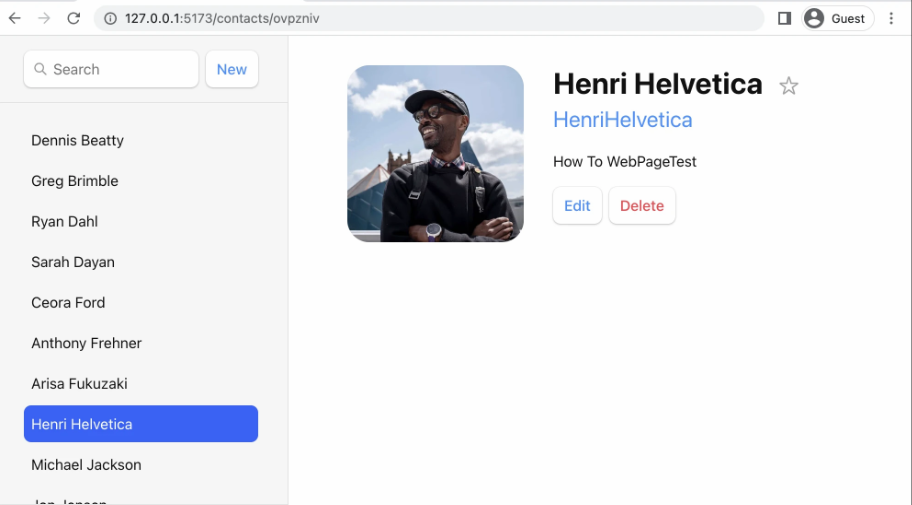 127.0.0.1:5173/contacts/ovpzniv
Guest
Search
New
Dennis Beatty
Greg Brimble
Ryan Dahl
Sarah Dayan
Ceora Ford
Anthony Frehner
Arisa Fukuzaki
Henri Helvetica
Michael Jackson
Henri Helvetica
HenriHelvetica
How To WebPageTest
Edit
Delete